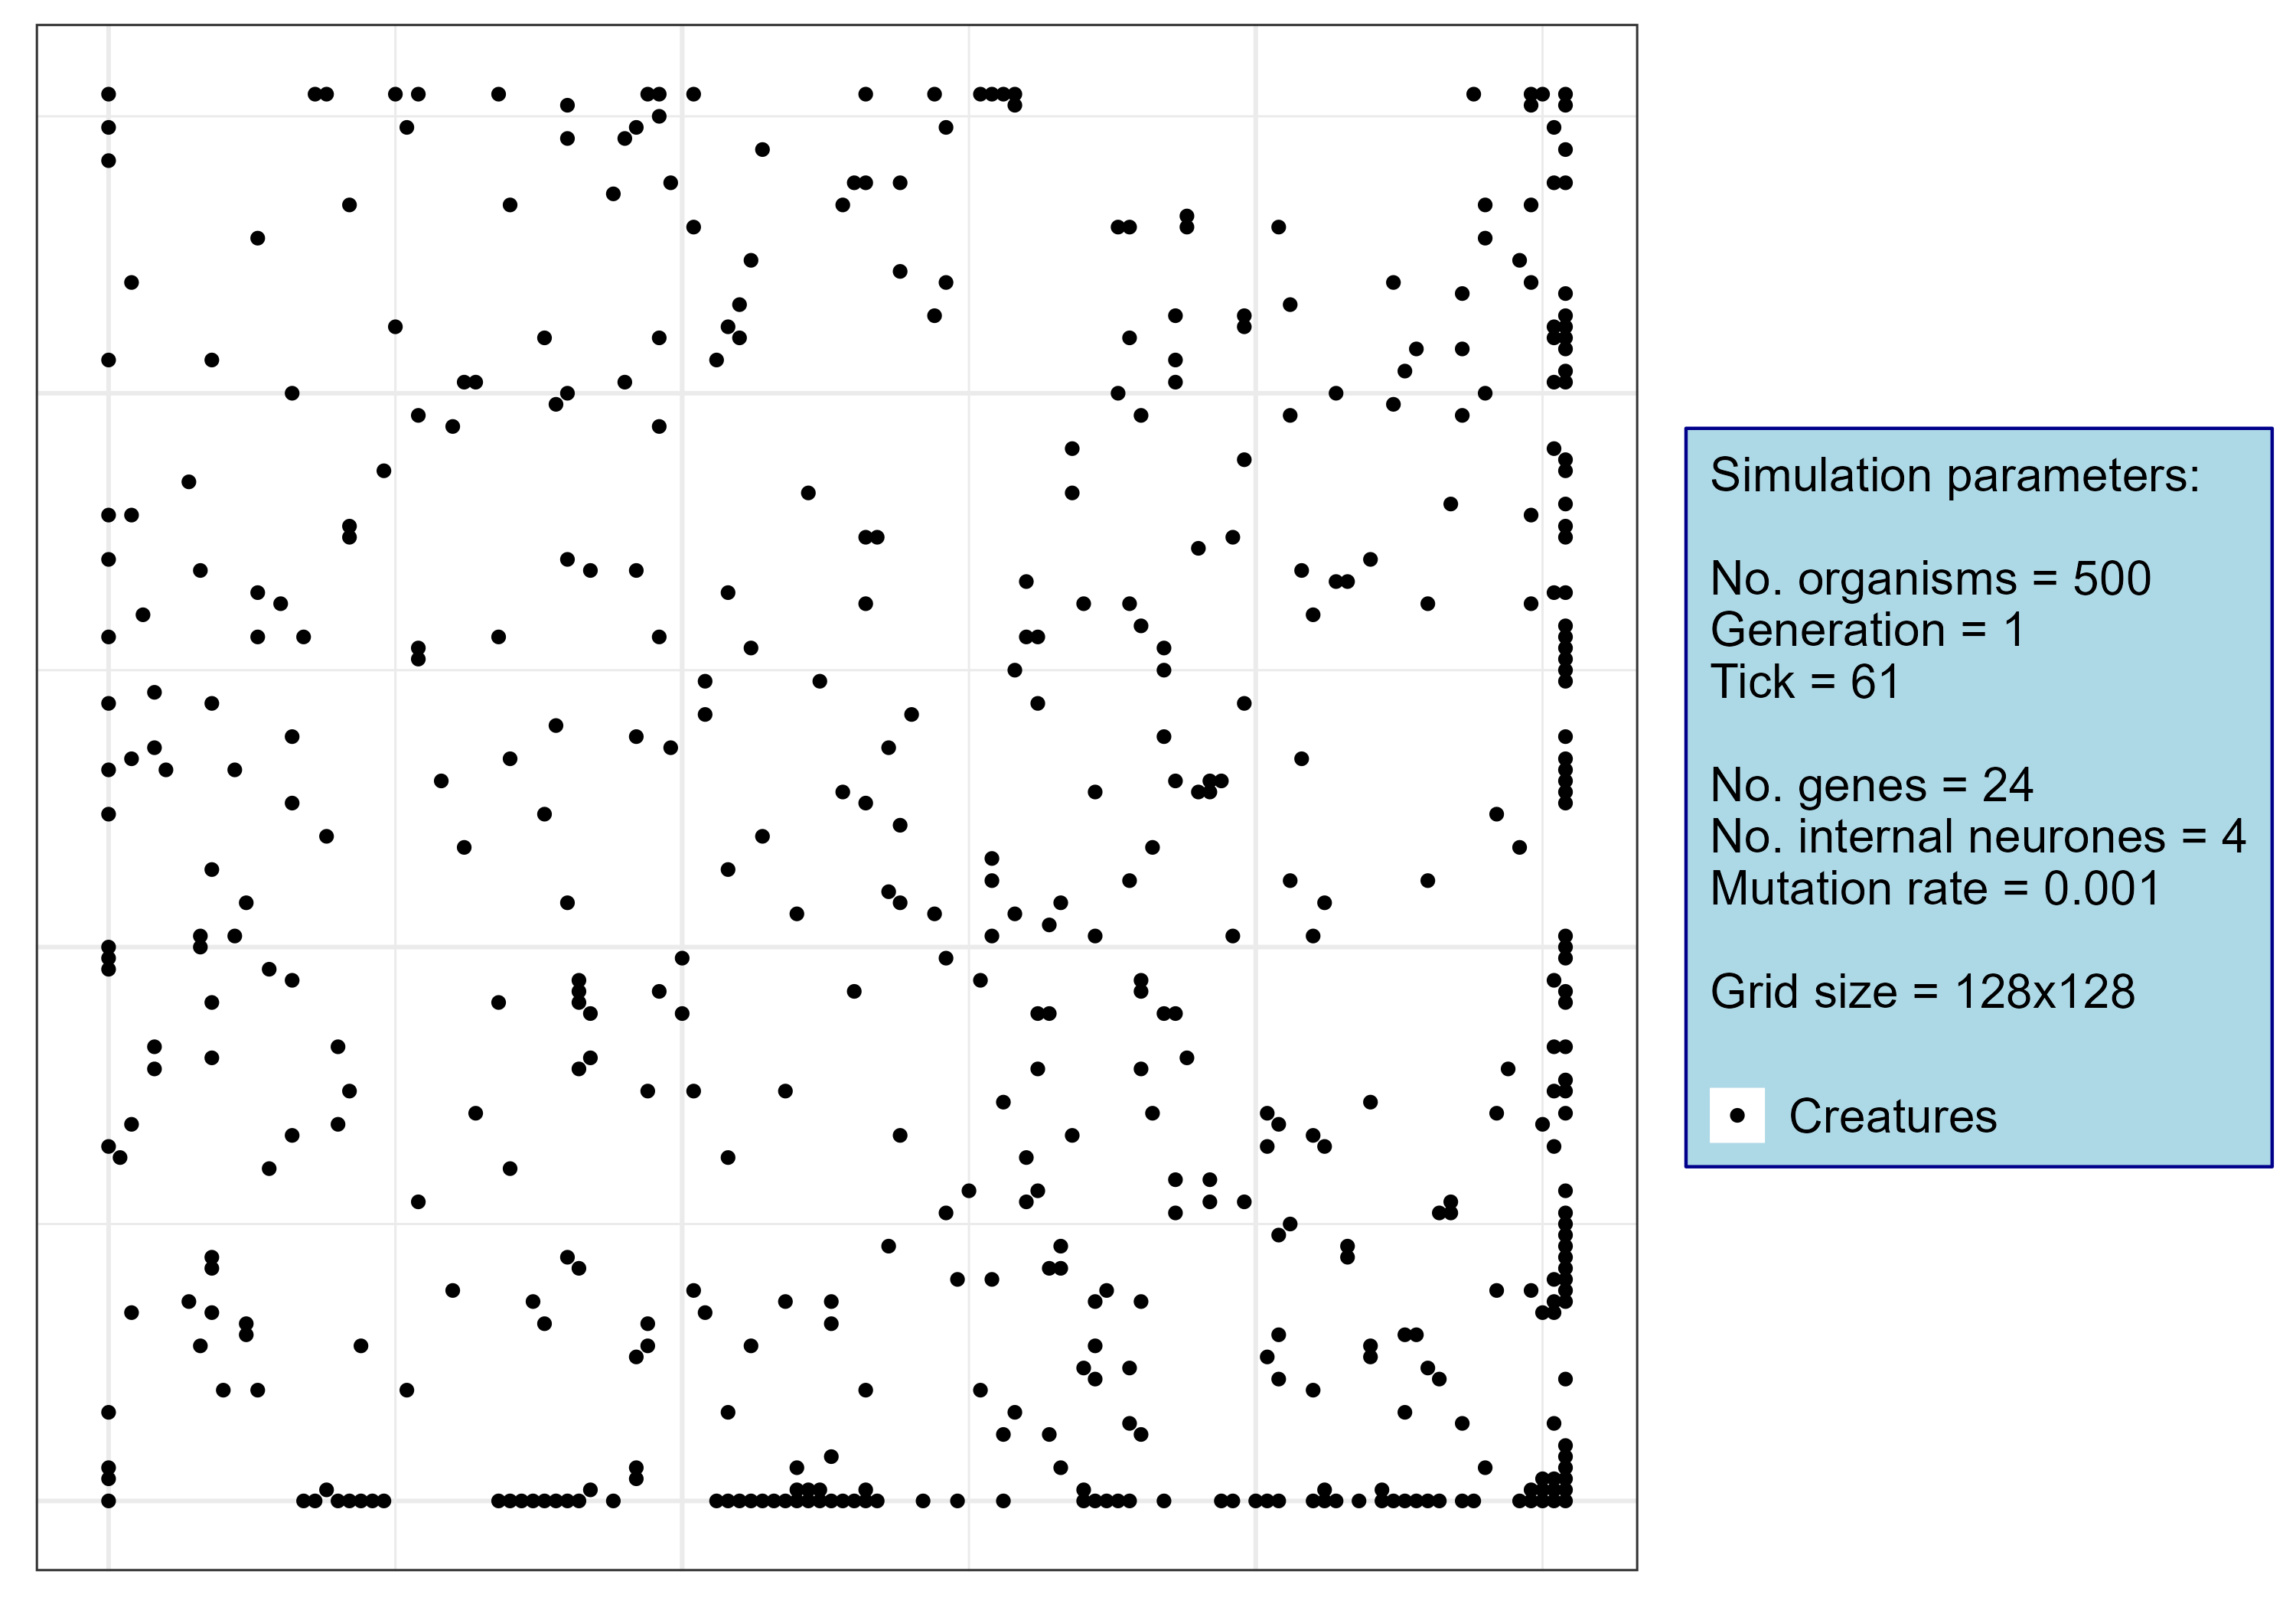 Simulation parameters:
No. organisms = 500
Generation = 1
Tick = 61
No. genes = 24
No. internal neurones = 4
Mutation rate = 0.001
Grid size = 128x128
Creatures